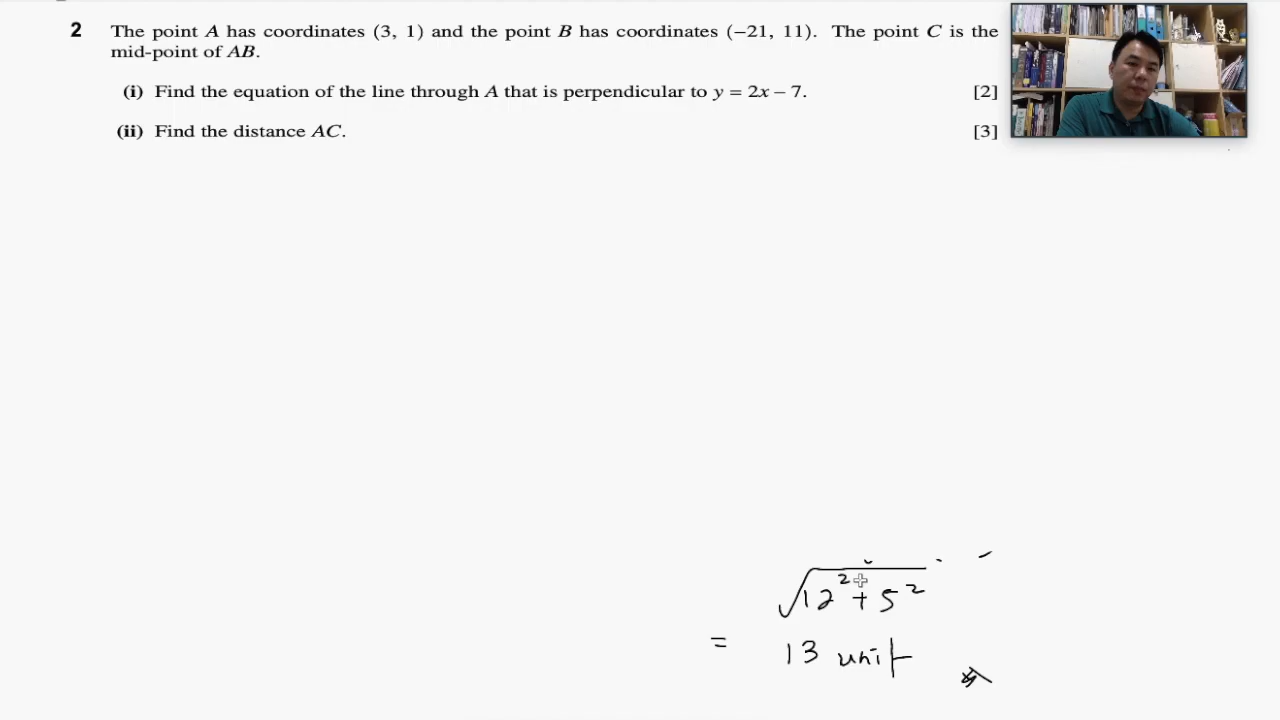 2 The point A has coordinates (3, 1) and the point B has coordinates (−21, 11). The point C is the
mid-point of AB.
(i) Find the equation of the line through A that is perpendicular to y = 2x − 7. [2]
(ii) Find the distance AC. [3]
√12² + 5²
= 13 unit